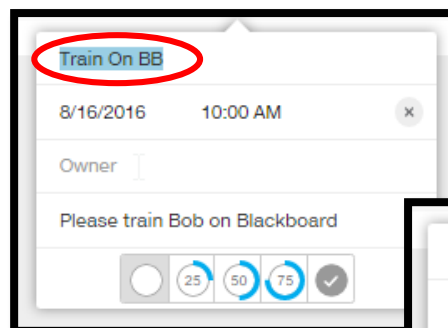 Train On BB
8/16/2016 10:00 AM ×
Owner
Please train Bob on Blackboard
25 50 75